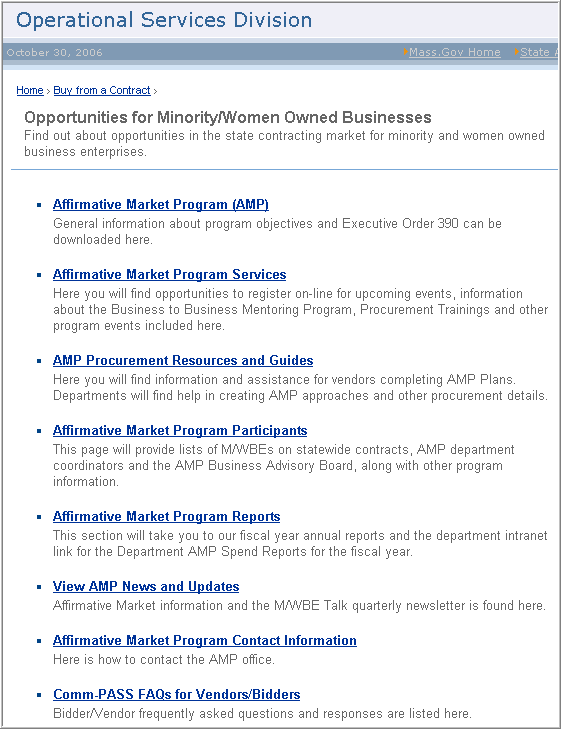 Operational Services Division
October 30, 2006
Mass.Gov Home State
Home › Buy from a Contract ›
Opportunities for Minority/Women Owned Businesses
Find out about opportunities in the state contracting market for minority and women owned
business enterprises.
Affirmative Market Program (AMP)
General information about program objectives and Executive Order 390 can be
downloaded here.
Affirmative Market Program Services
Here you will find opportunities to register on-line for upcoming events, information
about the Business to Business Mentoring Program, Procurement Trainings and other
program events included here.
AMP Procurement Resources and Guides
Here you will find information and assistance for vendors completing AMP Plans.
Departments will find help in creating AMP approaches and other procurement details.
Affirmative Market Program Participants
This page will provide lists of M/WBEs on statewide contracts, AMP department
coordinators and the AMP Business Advisory Board, along with other program
information.
Affirmative Market Program Reports
This section will take you to our fiscal year annual reports and the department intranet
link for the Department AMP Spend Reports for the fiscal year.
View AMP News and Updates
Affirmative Market information and the M/WBE Talk quarterly newsletter is found here.
Affirmative Market Program Contact Information
Here is how to contact the AMP office.
Comm-PASS FAQs for Vendors/Bidders
Bidder/Vendor frequently asked questions and responses are listed here.